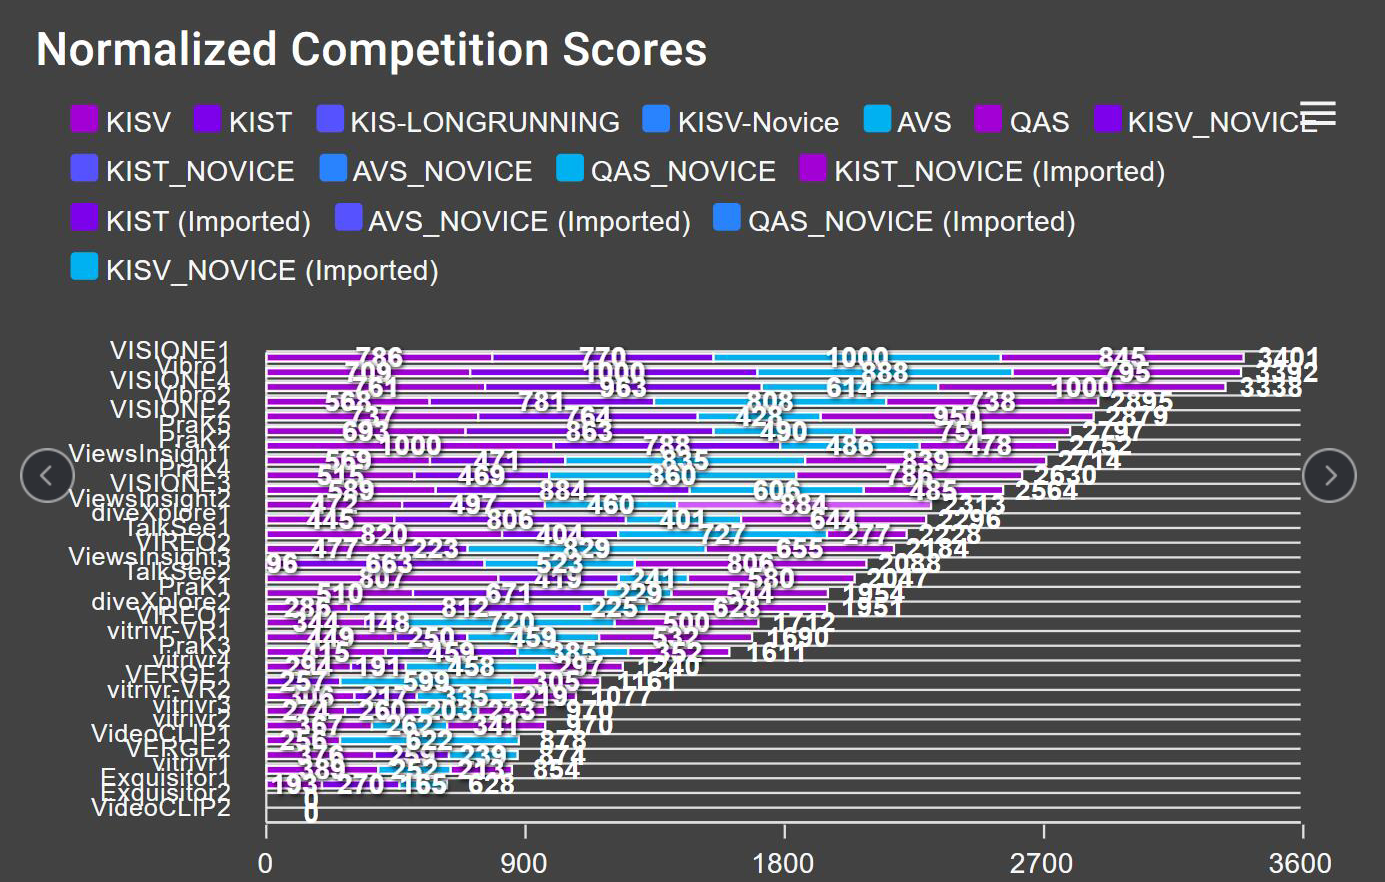 Normalized Competition Scores
KISV KIST KIS-LONGRUNNING KISV-Novice AVS QAS KISV_NOVICE
KIST_NOVICE AVS_NOVICE QAS_NOVICE KIST_NOVICE (Imported)
KIST (Imported) AVS_NOVICE (Imported) QAS_NOVICE (Imported)
KISV_NOVICE (Imported)
VISIONE1 786 770 1000 845 3401
Vibro1 709 1000 888 795 3392
VISIONE4 761 963 614 1000 3338
Vibro2 568 781 808 738 2895
VISIONE2 737 764 428 950 2879
PraK5 693 863 490 751 2797
PraK2 1000 788 486 478 2752
ViewsInsight1 569 471 835 839 2714
PraK4 515 469 860 786 2630
VISIONE3 589 884 606 485 2564
ViewsInsight2 472 497 460 884 2313
diveXplore1 445 806 401 644 2296
TalkSee1 820 404 727 277 2228
VIREO2 477 223 829 655 2184
ViewsInsight3 96 663 523 806 2088
TalkSee2 807 419 241 580 2047
PraK1 510 671 229 544 1954
diveXplore2 286 812 225 628 1951
VIREO1 344 148 720 500 1712
vitrivr-VR1 449 250 459 532 1690
PraK3 415 459 385 352 1611
vitrivr4 294 191 458 297 1240
VERGE1 257 599 305 1161
vitrivr-VR2 306 217 335 219 1077
vitrivr3 274 260 203 233 970
vitrivr2 367 262 341 970
VideoCLIP1 256 622 878
VERGE2 376 259 239 874
vitrivr1 389 252 213 854
Exquisitor1 193 270 165 628
Exquisitor2 0
VideoCLIP2 0
0 900 1800 2700 3600